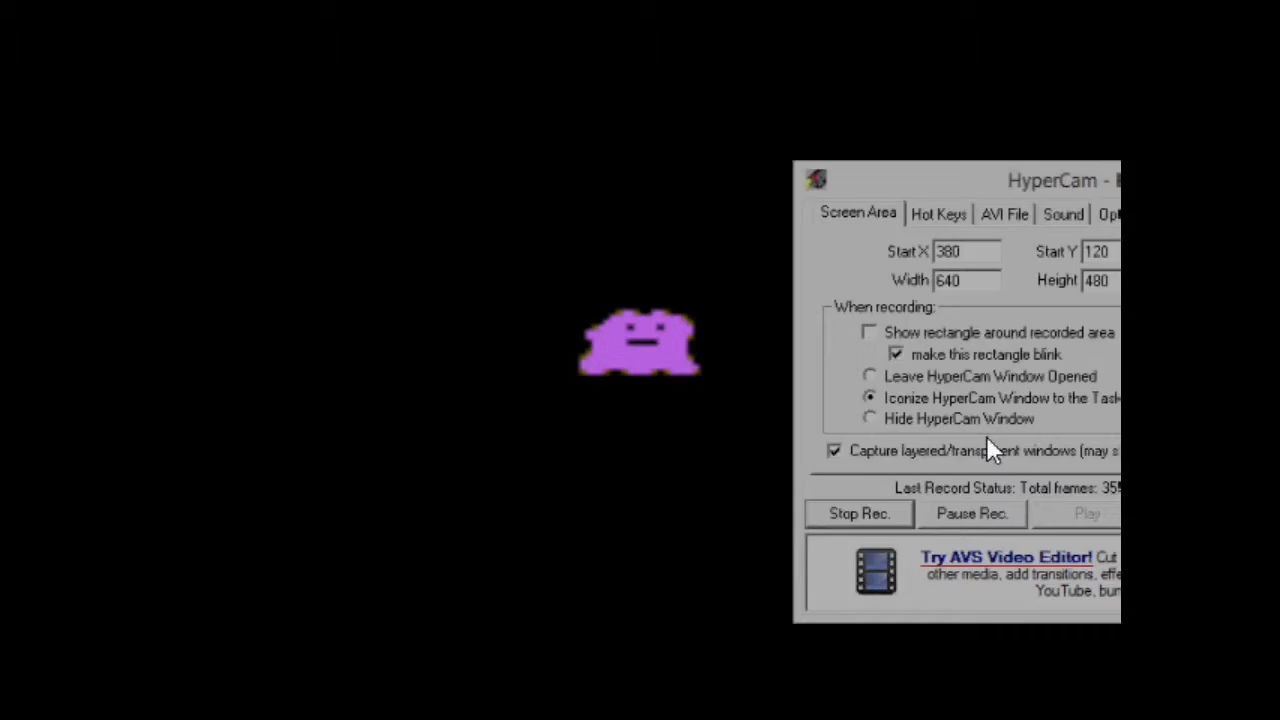 HyperCam -
Screen Area Hot Keys AVI File Sound
Start X 380 Start Y 120
Width 640 Height 480
When recording:
Show rectangle around recorded area
make this rectangle blink
Leave HyperCam Window Opened
Iconize HyperCam Window to the Task
Hide HyperCam Window
Capture layered/transparent windows (may s
Last Record Status: Total frames: 35
Stop Rec. Pause Rec. Play
Try AVS Video Editor! Cut
other media, add transitions, effe
YouTube, bur